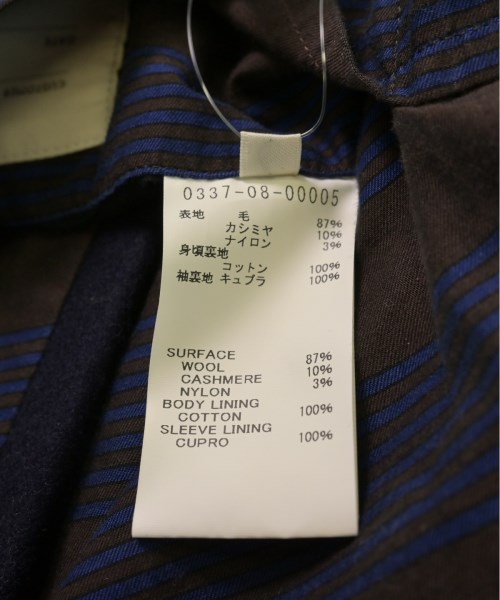 0337-08-00005
表地 毛 87%
カシミヤ 10%
ナイロン 3%
身頃裏地
コットン 100%
袖裏地 キュプラ 100%
SURFACE
WOOL 87%
CASHMERE 10%
NYLON 3%
BODY LINING
COTTON 100%
SLEEVE LINING
CUPRO 100%